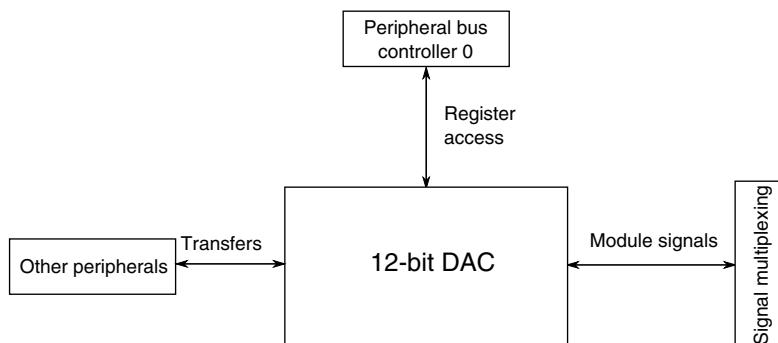 Peripheral bus
controller 0
Register
access
Transfers
Other peripherals
12-bit DAC
Module signals
Signal multiplexing